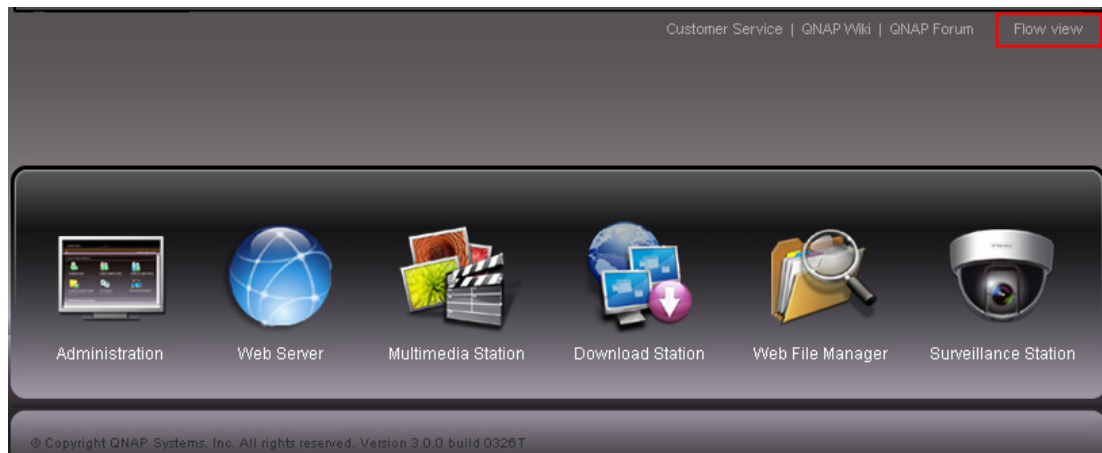 Customer Service | QNAP Wiki | QNAP Forum Flow view
Administration Web Server Multimedia Station Download Station Web File Manager Surveillance Station
© Copyright QNAP Systems, Inc. All rights reserved. Version 3.0.0 build 0326T